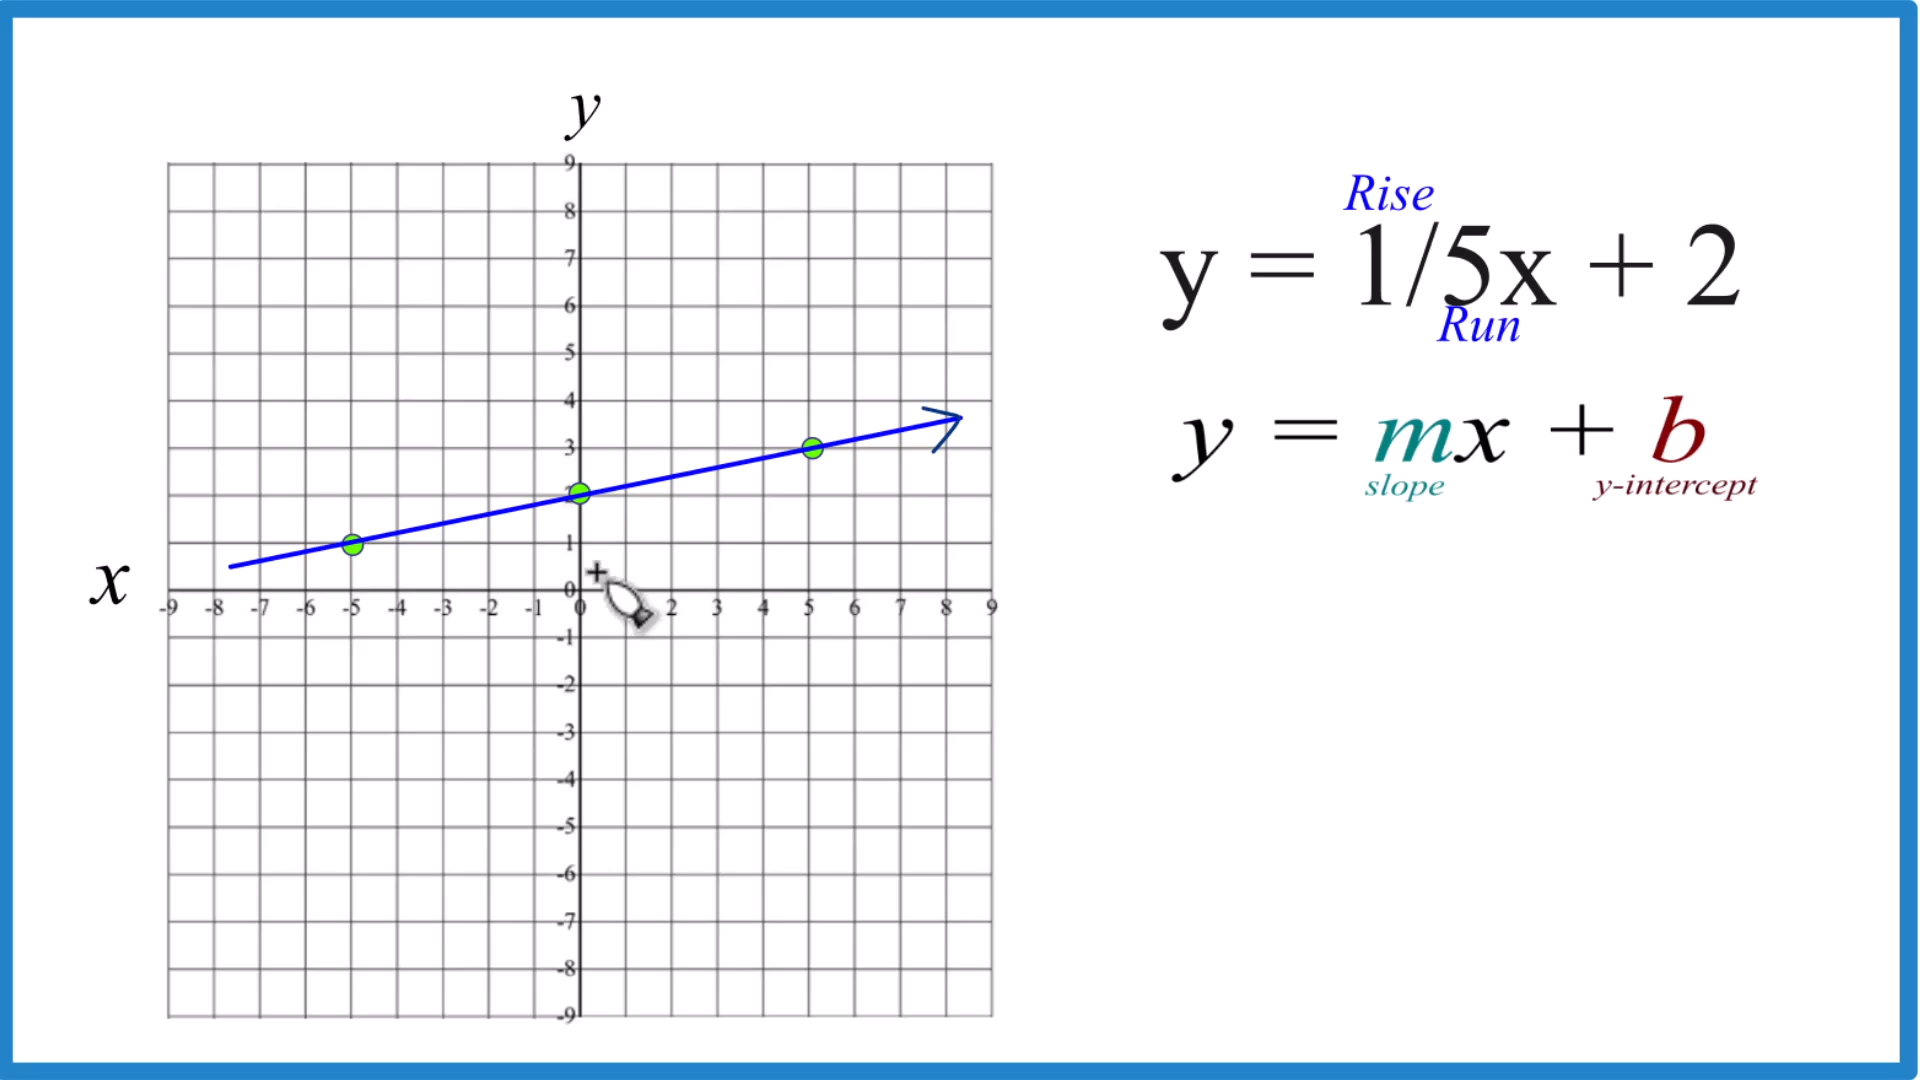 y
9
8
7
6
5
4
3
1
0
x
-9 -8 -7 -6 -5 -4 -3 -2 -1 0 2 3 4 5 6 7 8 9
-1
-2
-3
-4
-5
-6
-7
-8
-9
Rise
y = 1/5x + 2
Run
y = mx + b
slope y-intercept